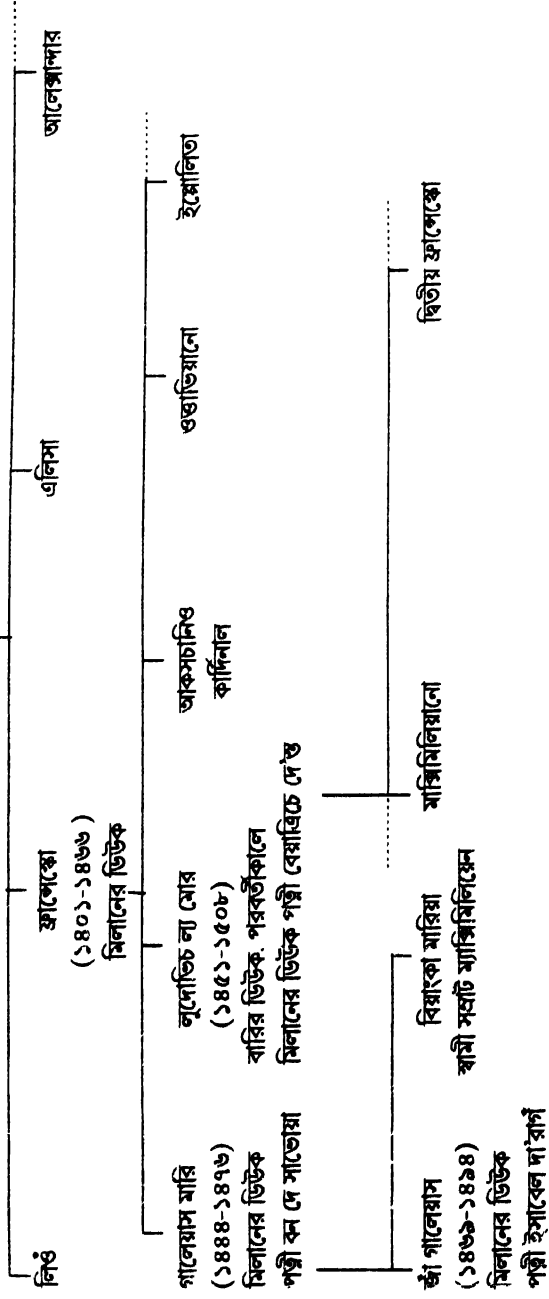 লিওঁ
ফ্রান্সেস্কো
(১৪০১-১৪৬৬)
মিলানের ডিউক
এলিসা
আলেক্সান্দার
গালেয়াস মারি
(১৪৪৪-১৪৭৬)
মিলানের ডিউক
পত্নী বন দে সাভোয়া
লুদোভিচ ল্য মোর
(১৪৫১-১৫০৮)
বারির ডিউক. পরবর্তীকালে
মিলানের ডিউক পত্নী বেয়াত্রিচে দে'স্ত
আকসচানিও
কার্দিনাল
ওত্তাভিয়ানো
ইপ্পোলিতা
জাঁ গালেয়াস
(১৪৬৯-১৪৯৪)
মিলানের ডিউক
পত্নী ইসাবেল দা'রাগঁ
বিয়াংকা মারিয়া
স্বামী সম্রাট ম্যাক্সিমিলিয়েন
মাক্সিমিলিয়ানো
দ্বিতীয় ফ্রান্সেস্কো